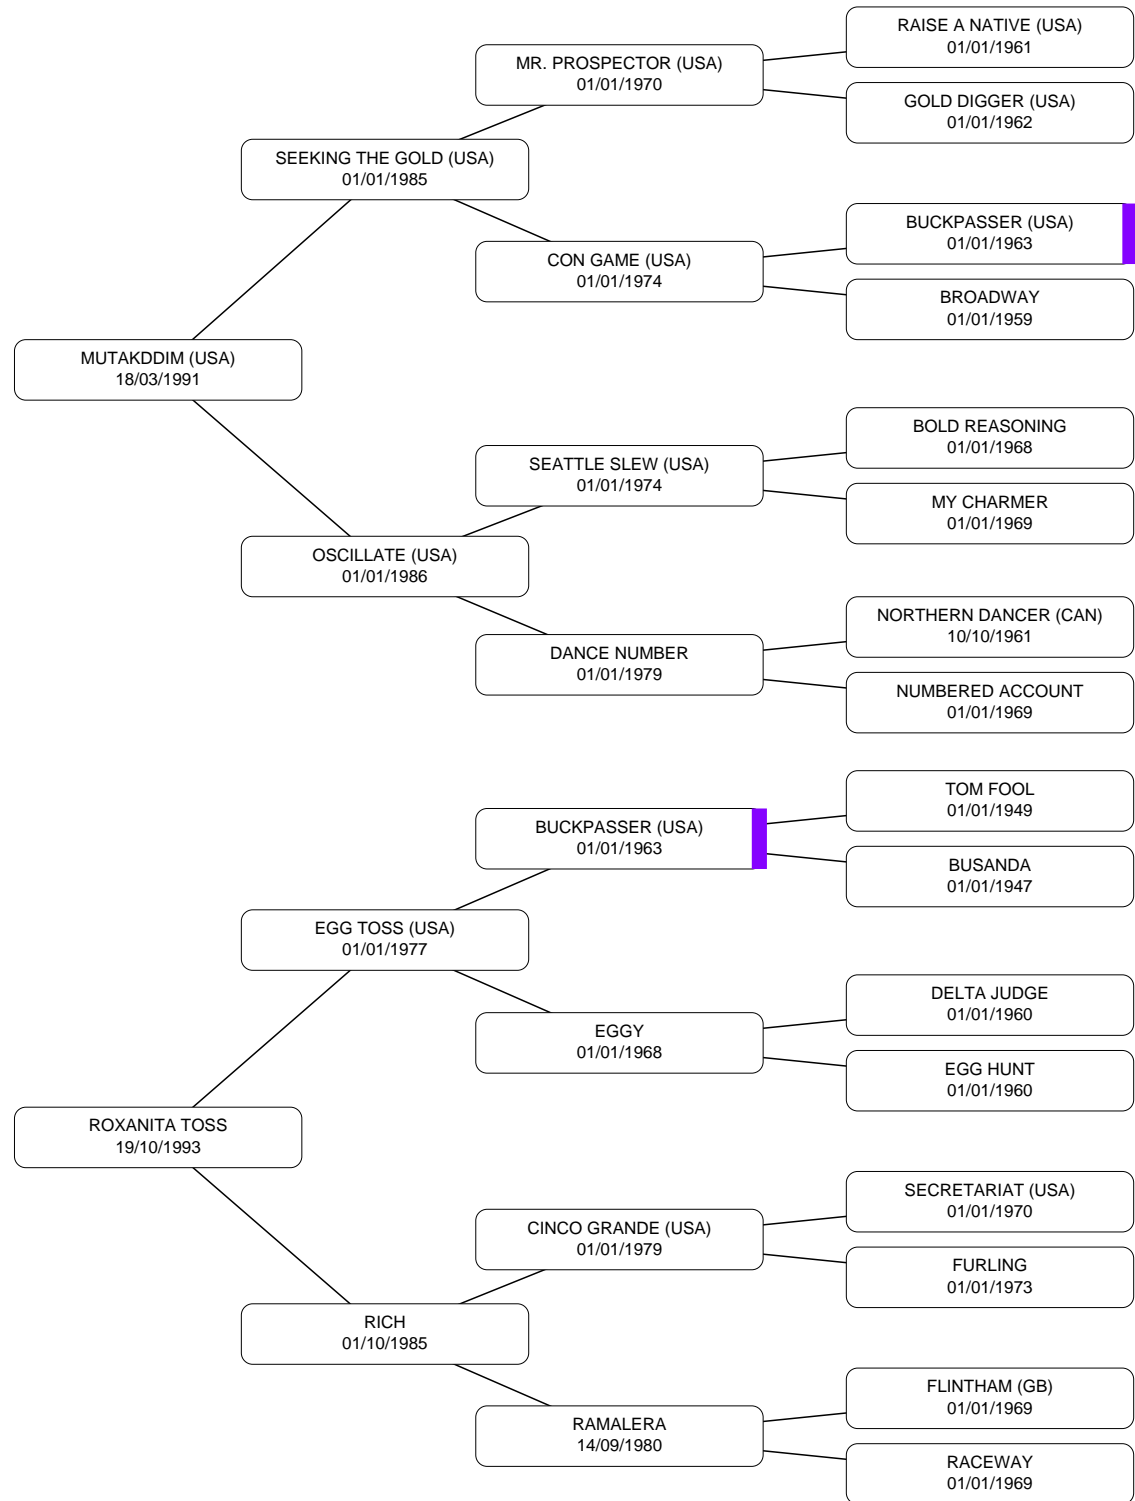 RAISE A NATIVE (USA)
01/01/1961
MR. PROSPECTOR (USA)
01/01/1970
GOLD DIGGER (USA)
01/01/1962
SEEKING THE GOLD (USA)
01/01/1985
BUCKPASSER (USA)
01/01/1963
CON GAME (USA)
01/01/1974
BROADWAY
01/01/1959
MUTAKDDIM (USA)
18/03/1991
BOLD REASONING
01/01/1968
SEATTLE SLEW (USA)
01/01/1974
MY CHARMER
01/01/1969
OSCILLATE (USA)
01/01/1986
NORTHERN DANCER (CAN)
10/10/1961
DANCE NUMBER
01/01/1979
NUMBERED ACCOUNT
01/01/1969
TOM FOOL
01/01/1949
BUCKPASSER (USA)
01/01/1963
BUSANDA
01/01/1947
EGG TOSS (USA)
01/01/1977
DELTA JUDGE
01/01/1960
EGGY
01/01/1968
EGG HUNT
01/01/1960
ROXANITA TOSS
19/10/1993
SECRETARIAT (USA)
01/01/1970
CINCO GRANDE (USA)
01/01/1979
FURLING
01/01/1973
RICH
01/10/1985
FLINTHAM (GB)
01/01/1969
RAMALERA
14/09/1980
RACEWAY
01/01/1969